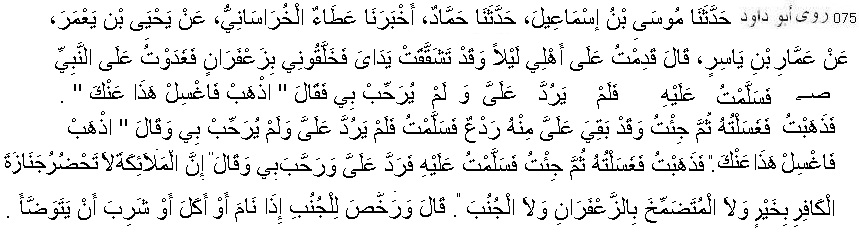 075 روى أبو داود حَدَّثَنَا مُوسَى بْنُ إِسْمَاعِيلَ، حَدَّثَنَا حَمَّادٌ، أَخْبَرَنَا عَطَاءٌ الْخُرَاسَانِيُّ، عَنْ يَحْيَى بْنِ يَعْمَرَ،
عَنْ عَمَّارِ بْنِ يَاسِرٍ، قَالَ قَدِمْتُ عَلَى أَهْلِي لَيْلاً وَقَدْ تَشَقَّقَتْ يَدَاىَ فَخَلَّقُونِي بِزَعْفَرَانٍ فَغَدَوْتُ عَلَى النَّبِيِّ
صـ فَسَلَّمْتُ عَلَيْهِ فَلَمْ يَرُدَّ عَلَىَّ وَ لَمْ يُرَحِّبْ بِي فَقَالَ " اذْهَبْ فَاغْسِلْ هَذَا عَنْكَ " .
فَذَهَبْتُ فَغَسَلْتُهُ ثُمَّ جِئْتُ وَقَدْ بَقِيَ عَلَىَّ مِنْهُ رَدْعٌ فَسَلَّمْتُ فَلَمْ يَرُدَّ عَلَىَّ وَلَمْ يُرَحِّبْ بِي وَقَالَ " اذْهَبْ
فَاغْسِلْ هَذَا عَنْكَ ". فَذَهَبْتُ فَغَسَلْتُهُ ثُمَّ جِئْتُ فَسَلَّمْتُ عَلَيْهِ فَرَدَّ عَلَىَّ وَرَحَّبَ بِي وَقَالَ " إِنَّ الْمَلاَئِكَةَ لاَ تَحْضُرُ جَنَازَةَ
الْكَافِرِ بِخَيْرٍ وَلاَ الْمُتَضَمِّخَ بِالزَّعْفَرَانِ وَلاَ الْجُنُبَ ". قَالَ وَرَخَّصَ لِلْجُنُبِ إِذَا نَامَ أَوْ أَكَلَ أَوْ شَرِبَ أَنْ يَتَوَضَّأَ .